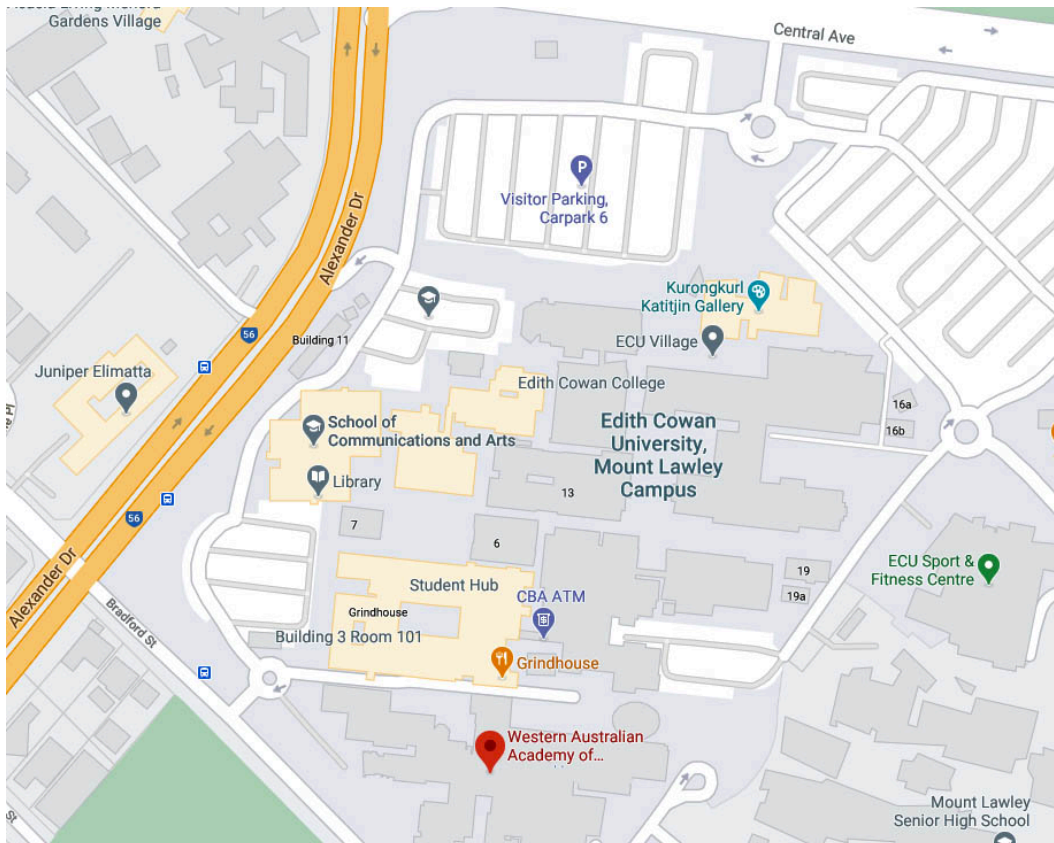 Gardens Village
Central Ave
Alexander Dr
P
Visitor Parking,
Carpark 6
Kurongkurl
Katitjin Gallery
56
Building 11
ECU Village
Juniper Elimatta
Edith Cowan College
16a
School of
Communications and Arts
Edith Cowan
University,
Mount Lawley
Campus
16b
Library
13
56
7
6
ECU Sport &
Fitness Centre
Alexander Dr
Student Hub
19
CBA ATM
19a
Bradford St
Grindhouse
Building 3 Room 101
Grindhouse
Western Australian
Academy of...
Mount Lawley
Senior High School
St